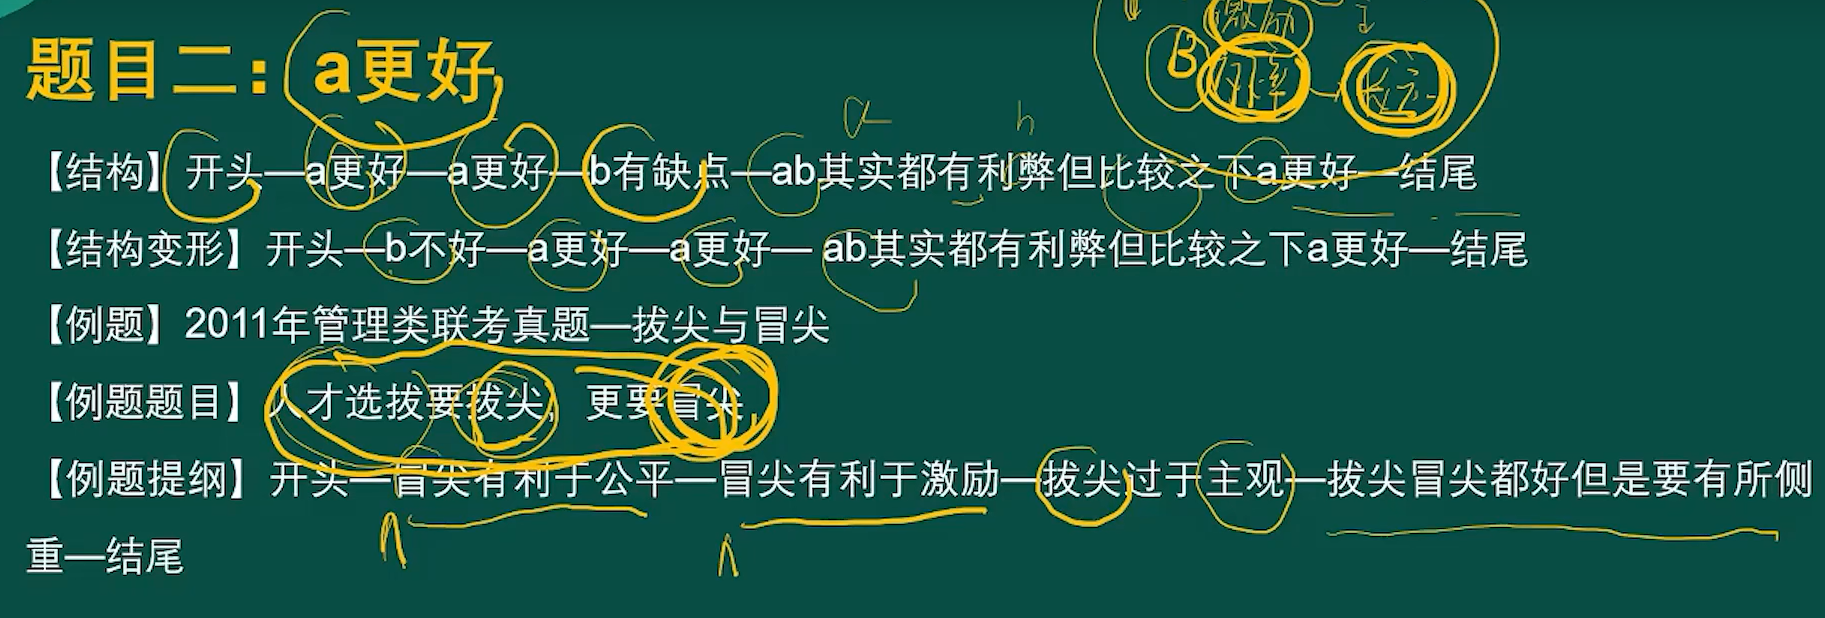 激励
B
a
题目二：a更好
【结构】开头—a更好—a更好—b有缺点—ab其实都有利弊但比较之下a更好—结尾
【结构变形】开头—b不好—a更好—a更好— ab其实都有利弊但比较之下a更好—结尾
【例题】2011年管理类联考真题—拔尖与冒尖
【例题题目】人才选拔要拔尖，更要冒尖
【例题提纲】开头—冒尖有利于公平—冒尖有利于激励—拔尖过于主观—拔尖冒尖都好但是要有所侧
重—结尾